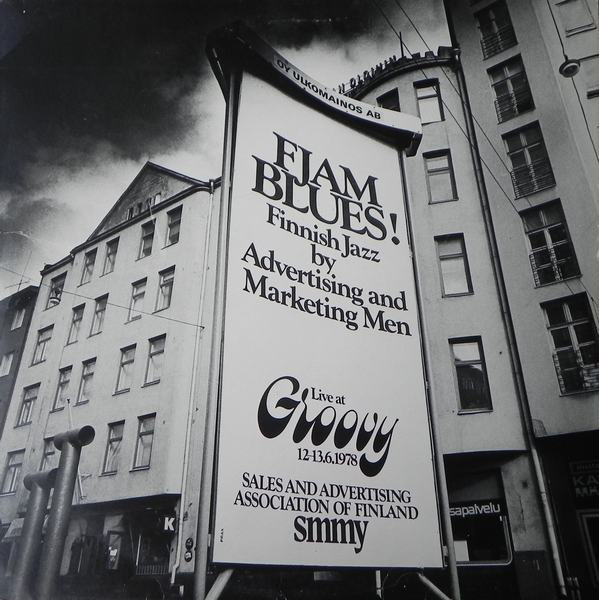 OY ULKOMAINOS AB
FJAM
BLUES!
Finnish Jazz
by
Advertising and
Marketing Men
Live at
Groovy
12-13.6.1978
SALES AND ADVERTISING
ASSOCIATION OF FINLAND
smmy
K
sapalvelu